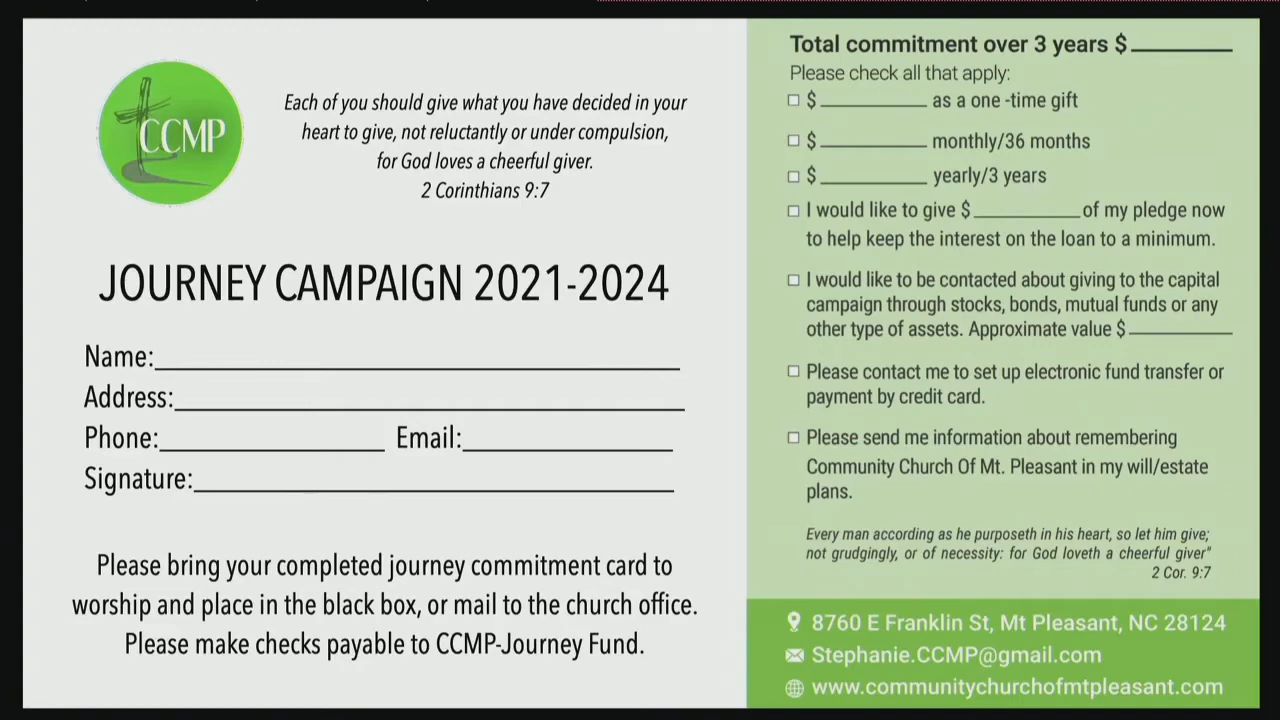 CCMP
Each of you should give what you have decided in your
heart to give, not reluctantly or under compulsion,
for God loves a cheerful giver.
2 Corinthians 9:7
JOURNEY CAMPAIGN 2021-2024
Name:
Address:
Phone: Email:
Signature:
Please bring your completed journey commitment card to
worship and place in the black box, or mail to the church office.
Please make checks payable to CCMP-Journey Fund.
Total commitment over 3 years $
Please check all that apply:
$ as a one -time gift
$ monthly/36 months
$ yearly/3 years
I would like to give $ of my pledge now
to help keep the interest on the loan to a minimum.
I would like to be contacted about giving to the capital
campaign through stocks, bonds, mutual funds or any
other type of assets. Approximate value $
Please contact me to set up electronic fund transfer or
payment by credit card.
Please send me information about remembering
Community Church Of Mt. Pleasant in my will/estate
plans.
Every man according as he purposeth in his heart, so let him give;
not grudgingly, or of necessity: for God loveth a cheerful giver"
2 Cor. 9:7
8760 E Franklin St, Mt Pleasant, NC 28124
Stephanie.CCMP@gmail.com
www.communitychurchofmtpleasant.com